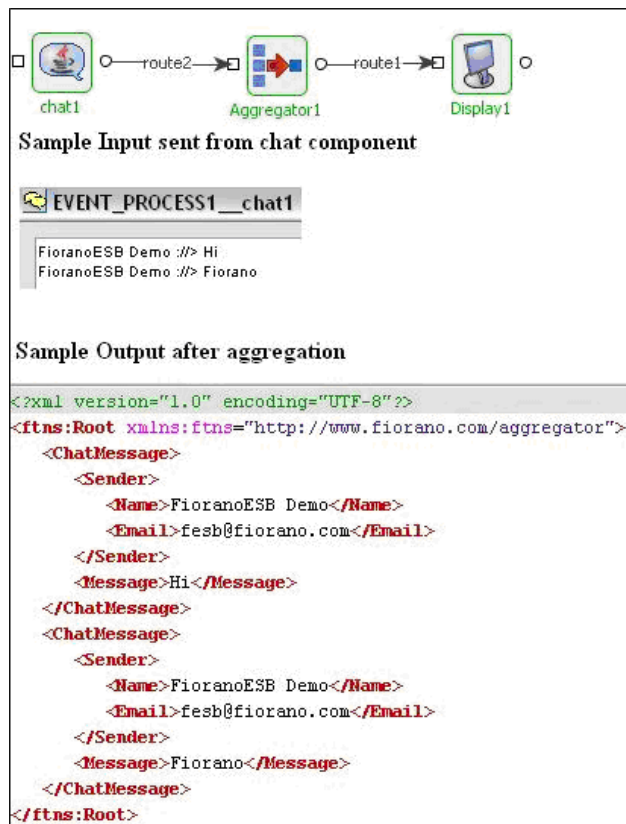 route2 route1
chat1 Aggregator1 Display1
Sample Input sent from chat component
EVENT_PROCESS1__chat1
FioranoESB Demo ://> Hi
FioranoESB Demo ://> Fiorano
Sample Output after aggregation
<?xml version="1.0" encoding="UTF-8"?>
<ftns:Root xmlns:ftns="http://www.fiorano.com/aggregator">
<ChatMessage>
<Sender>
<Name>FioranoESB Demo</Name>
<Email>fesb@fiorano.com</Email>
</Sender>
<Message>Hi</Message>
</ChatMessage>
<ChatMessage>
<Sender>
<Name>FioranoESB Demo</Name>
<Email>fesb@fiorano.com</Email>
</Sender>
<Message>Fiorano</Message>
</ChatMessage>
</ftns:Root>